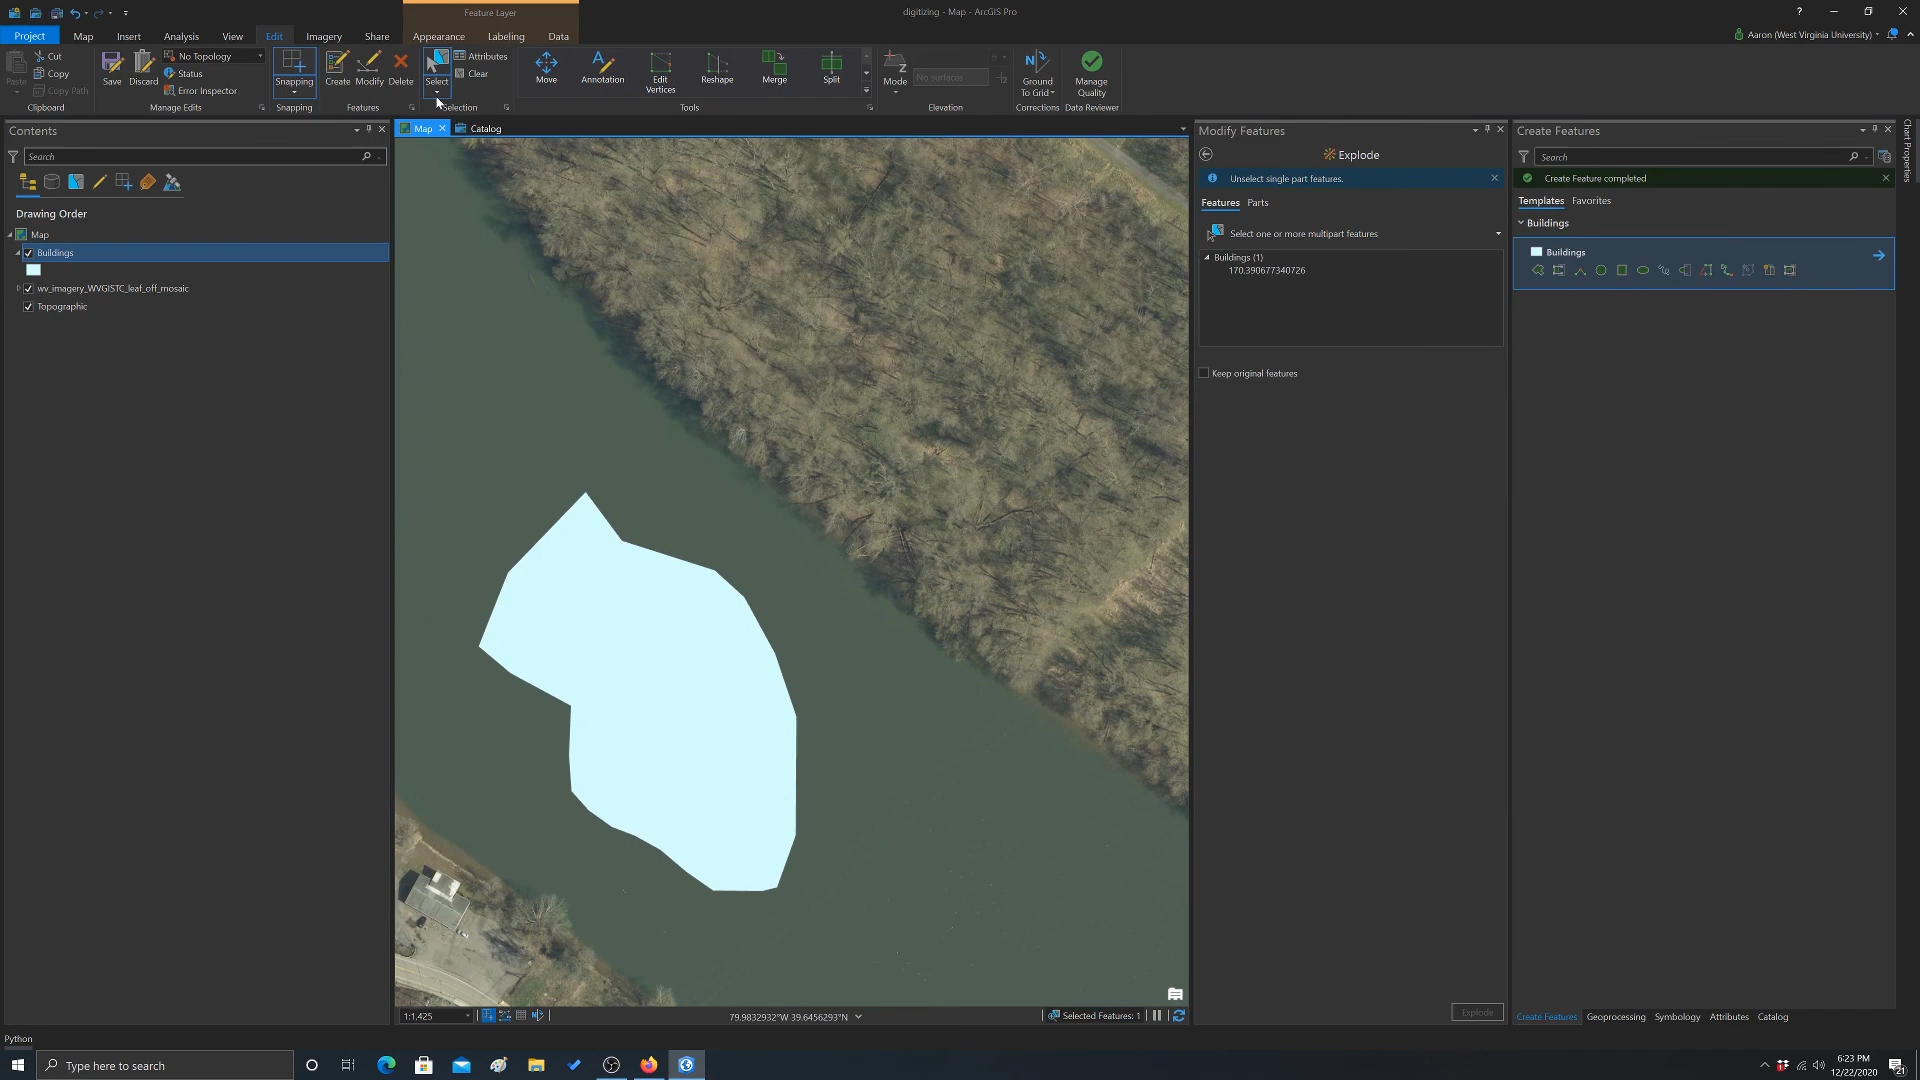 Feature Layer
digitizing - Map - ArcGIS Pro
?
Project Map Insert Analysis View Edit Imagery Share Appearance Labeling Data
Aaron (West Virginia University)
Paste
Cut
Copy
Copy Path
Clipboard
Save
Discard
No Topology
Status
Error Inspector
Manage Edits
Snapping
Snapping
Create
Modify
Delete
Features
Select
Attributes
Clear
Selection
Move
Annotation
Edit
Vertices
Reshape
Merge
Split
Tools
Mode
No surfaces
Elevation
Ground
To Grid
Corrections
Manage
Quality
Data Reviewer
Contents
Search
Drawing Order
Map
Buildings
wv_imagery_WVGISTC_leaf_off_mosaic
Topographic
Map
Catalog
1:1,425
79.9832932°W 39.6456293°N
Selected Features: 1
Modify Features
Explode
Unselect single part features.
Features Parts
Select one or more multipart features
Buildings (1)
170.390677340726
Keep original features
Explode
Create Features
Search
Create Feature completed
Templates Favorites
Buildings
Buildings
Create Features Geoprocessing Symbology Attributes Catalog
Chart Properties
Python
Type here to search
6:23 PM
12/22/2020
21